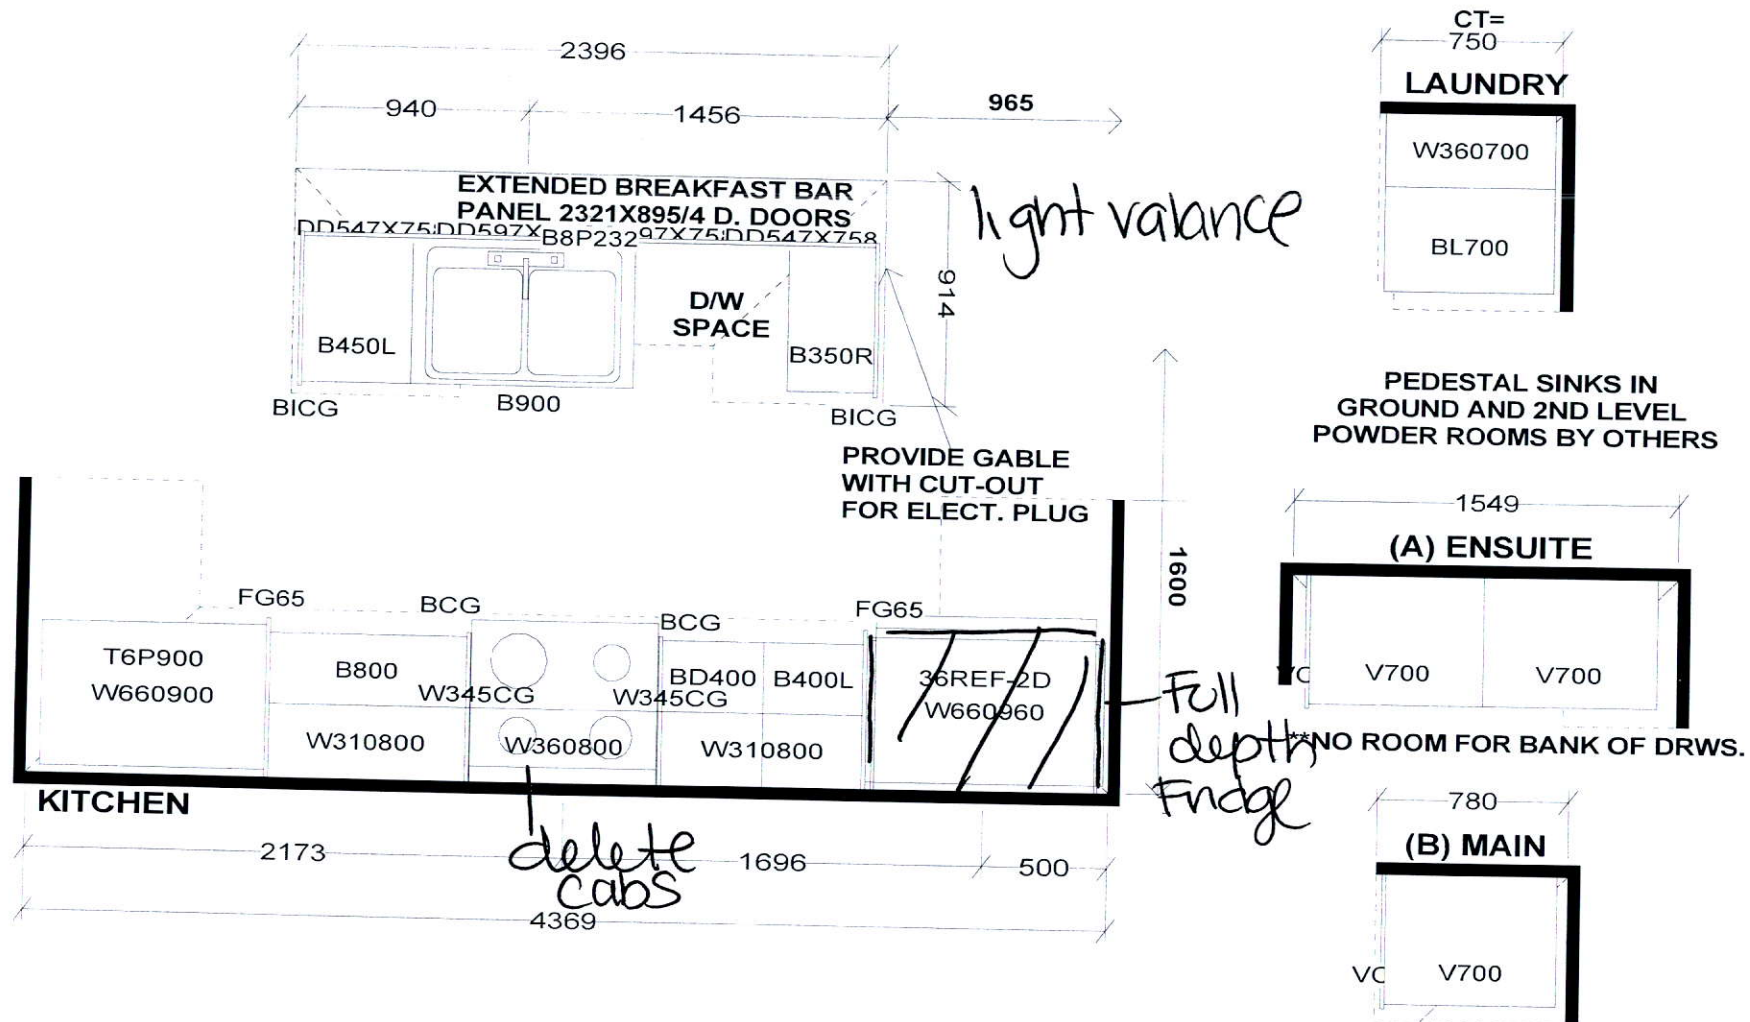 2396
940
1456
965
EXTENDED BREAKFAST BAR
PANEL 2321X895/4 D. DOORS
DD547X75
DD597X
97X75
DD547X758
B8P232
light valance
914
D/W
SPACE
B450L
B350R
BICG
B900
BICG
PROVIDE GABLE
WITH CUT-OUT
FOR ELECT. PLUG
1600
FG65
BCG
BCG
FG65
T6P900
W660900
B800
W345CG
W345CG
BD400
B400L
36REF-2D
W660960
W310800
W360800
W310800
Full
depth
Fridge
KITCHEN
delete
cabs
2173
1696
500
4369
CT=
750
LAUNDRY
W360700
BL700
PEDESTAL SINKS IN
GROUND AND 2ND LEVEL
POWDER ROOMS BY OTHERS
1549
(A) ENSUITE
V700
V700
**NO ROOM FOR BANK OF DRWS.
780
(B) MAIN
VC
V700